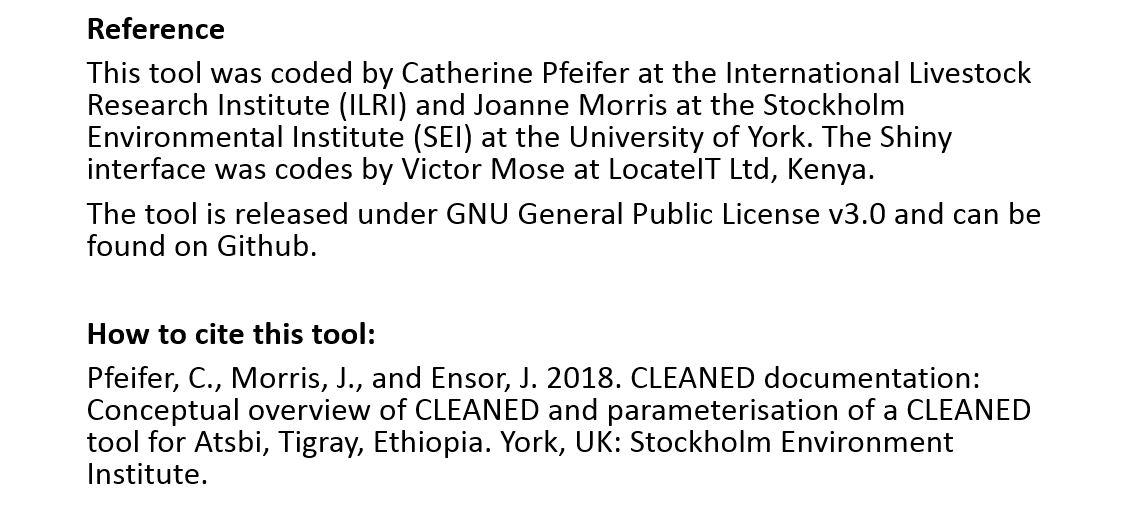 Reference
This tool was coded by Catherine Pfeifer at the International Livestock
Research Institute (ILRI) and Joanne Morris at the Stockholm
Environmental Institute (SEI) at the University of York. The Shiny
interface was codes by Victor Mose at LocateIT Ltd, Kenya.
The tool is released under GNU General Public License v3.0 and can be
found on Github.
How to cite this tool:
Pfeifer, C., Morris, J., and Ensor, J. 2018. CLEANED documentation:
Conceptual overview of CLEANED and parameterisation of a CLEANED
tool for Atsbi, Tigray, Ethiopia. York, UK: Stockholm Environment
Institute.